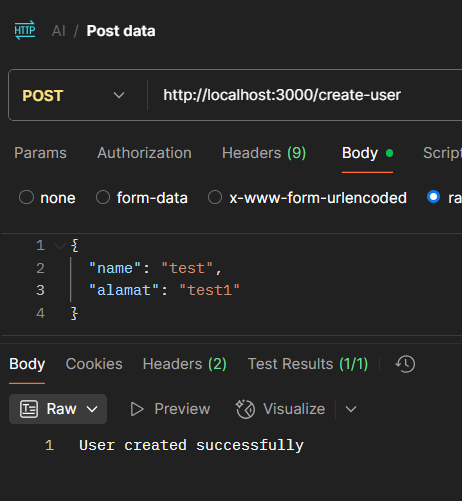 HTTP AI / Post data
POST http://localhost:3000/create-user
Params Authorization Headers (9) Body Script
none form-data x-www-form-urlencoded ra
1 {
2 "name": "test",
3 "alamat": "test1"
4 }
Body Cookies Headers (2) Test Results (1/1)
Raw Preview Visualize
1 User created successfully